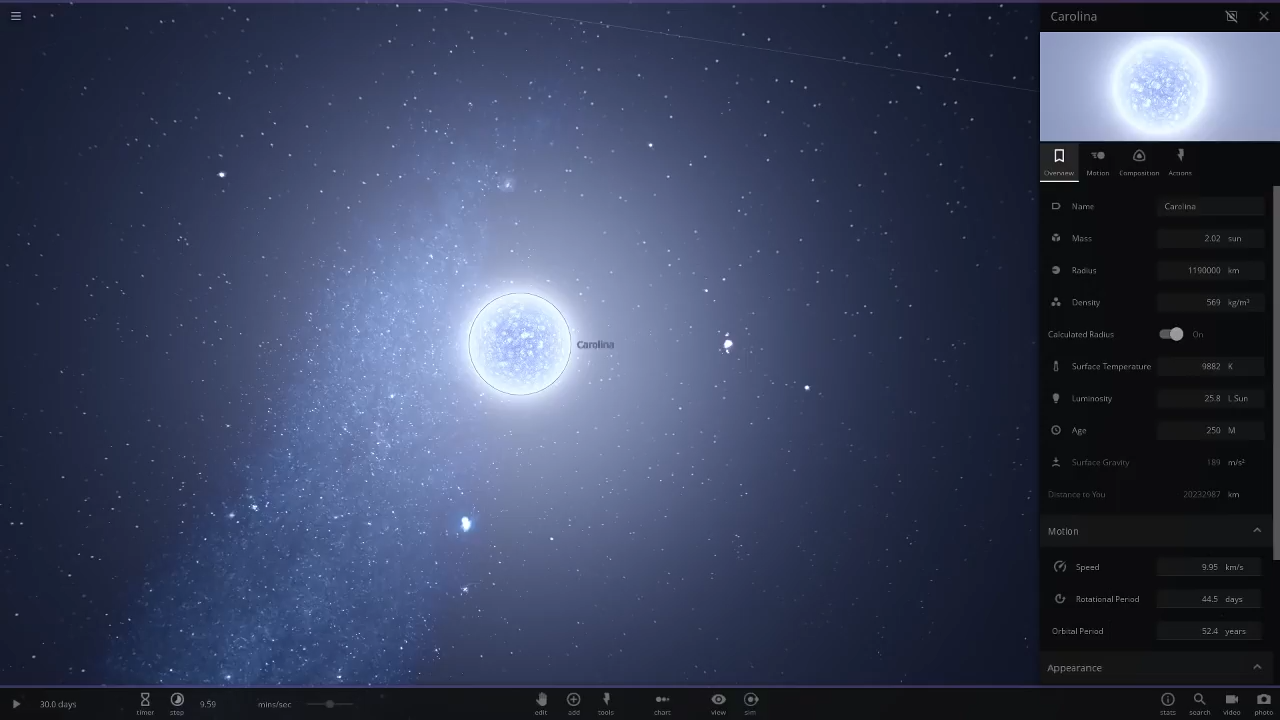 Carolina
Overview Motion Composition Actions
Name Carolina
Mass 2.02 sun
Radius 1190000 km
Density 569 kg/m³
Calculated Radius On
Surface Temperature 9882 K
Carolina
Luminosity 25.8 L Sun
Age 250 M
Surface Gravity 189 m/s²
Distance to You 20232987 km
Motion
Speed 9.95 km/s
Rotational Period 44.5 days
Orbital Period 52.4 years
Appearance
30.0 days timer step 9.59 mins/sec edit add tools chart view sim stats search video photo